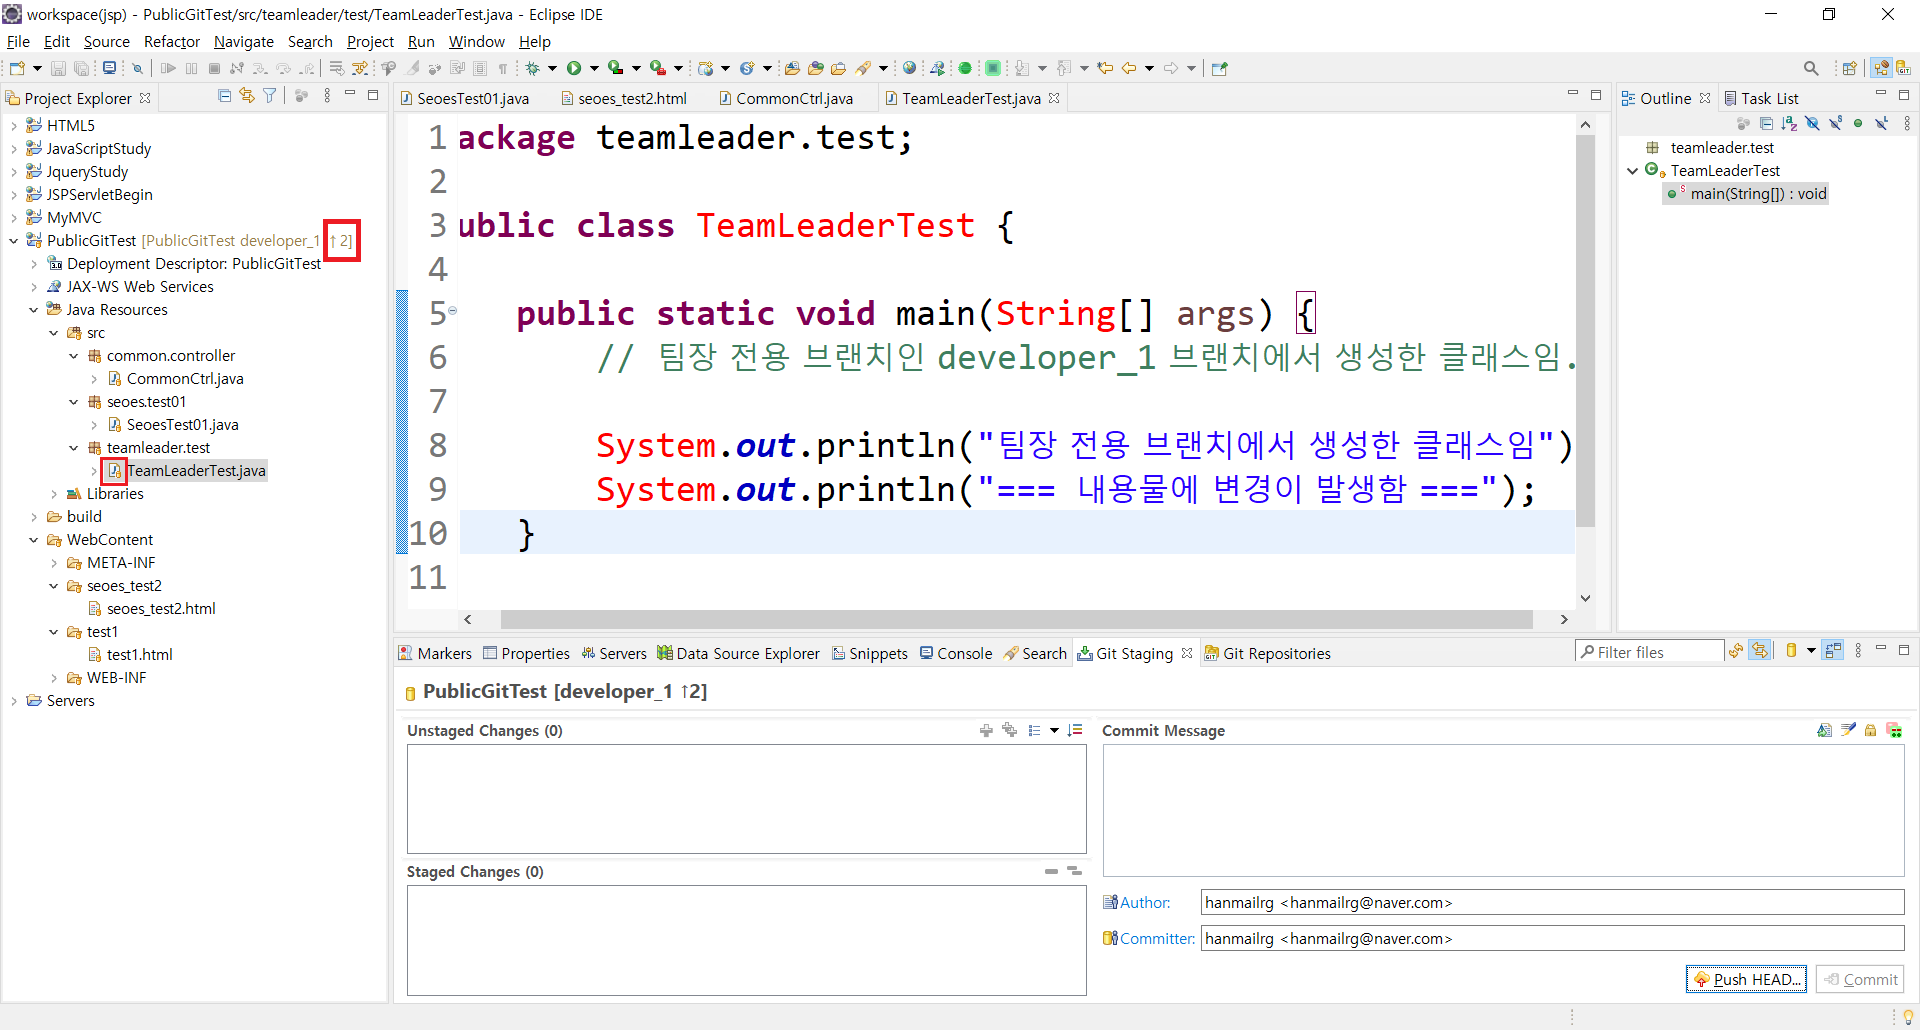 workspace(jsp) - PublicGitTest/src/teamleader/test/TeamLeaderTest.java - Eclipse IDE
File Edit Source Refactor Navigate Search Project Run Window Help
Project Explorer
HTML5
JavaScriptStudy
JqueryStudy
JSPServletBegin
MyMVC
PublicGitTest [PublicGitTest developer_1 ↑2]
Deployment Descriptor: PublicGitTest
JAX-WS Web Services
Java Resources
src
common.controller
CommonCtrl.java
seoes.test01
SeoesTest01.java
teamleader.test
TeamLeaderTest.java
Libraries
build
WebContent
META-INF
seoes_test2
seoes_test2.html
test1
test1.html
WEB-INF
Servers
SeoesTest01.java seoes_test2.html CommonCtrl.java TeamLeaderTest.java
1 ackage teamleader.test;
2
3 ublic class TeamLeaderTest {
4
5 public static void main(String[] args) {
6 // 팀장 전용 브랜치인 developer_1 브랜치에서 생성한 클래스임.
7
8 System.out.println("팀장 전용 브랜치에서 생성한 클래스임")
9 System.out.println("=== 내용물에 변경이 발생함 ===");
10 }
11
Outline Task List
teamleader.test
TeamLeaderTest
main(String[]) : void
Markers Properties Servers Data Source Explorer Snippets Console Search Git Staging Git Repositories
Filter files
PublicGitTest [developer_1 ↑2]
Unstaged Changes (0)
Staged Changes (0)
Commit Message
Author: hanmailrg <hanmailrg@naver.com>
Committer: hanmailrg <hanmailrg@naver.com>
Push HEAD... Commit